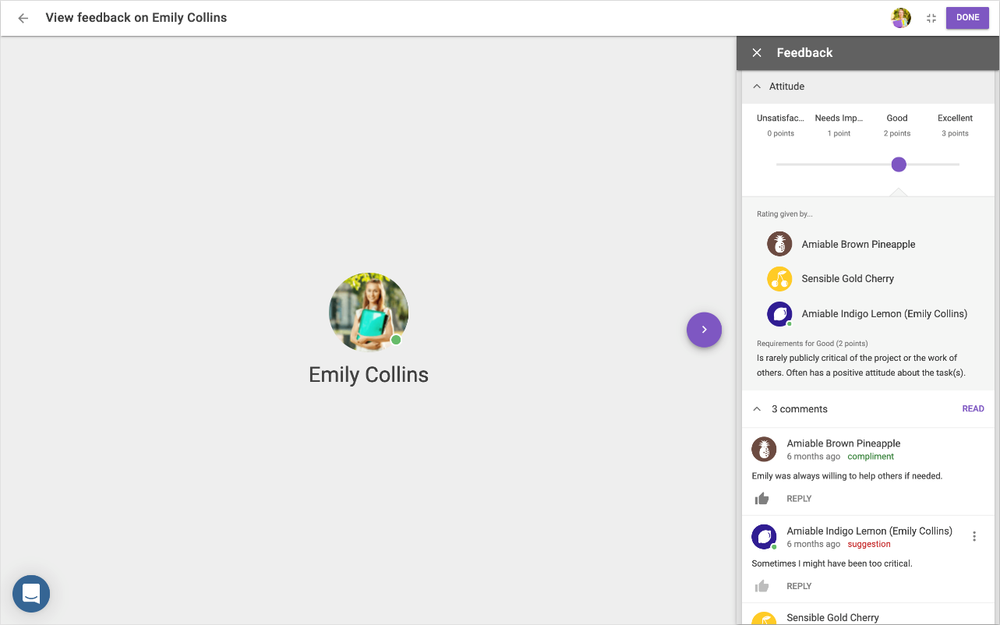 View feedback on Emily Collins
DONE
Feedback
Attitude
Unsatisfac... Needs Imp... Good Excellent
0 points 1 point 2 points 3 points
Rating given by...
Amiable Brown Pineapple
Sensible Gold Cherry
Amiable Indigo Lemon (Emily Collins)
Requirements for Good (2 points)
Is rarely publicly critical of the project or the work of
others. Often has a positive attitude about the task(s).
3 comments READ
Amiable Brown Pineapple
6 months ago compliment
Emily was always willing to help others if needed.
REPLY
Amiable Indigo Lemon (Emily Collins)
6 months ago suggestion
Sometimes I might have been too critical.
REPLY
Sensible Gold Cherry
Emily Collins